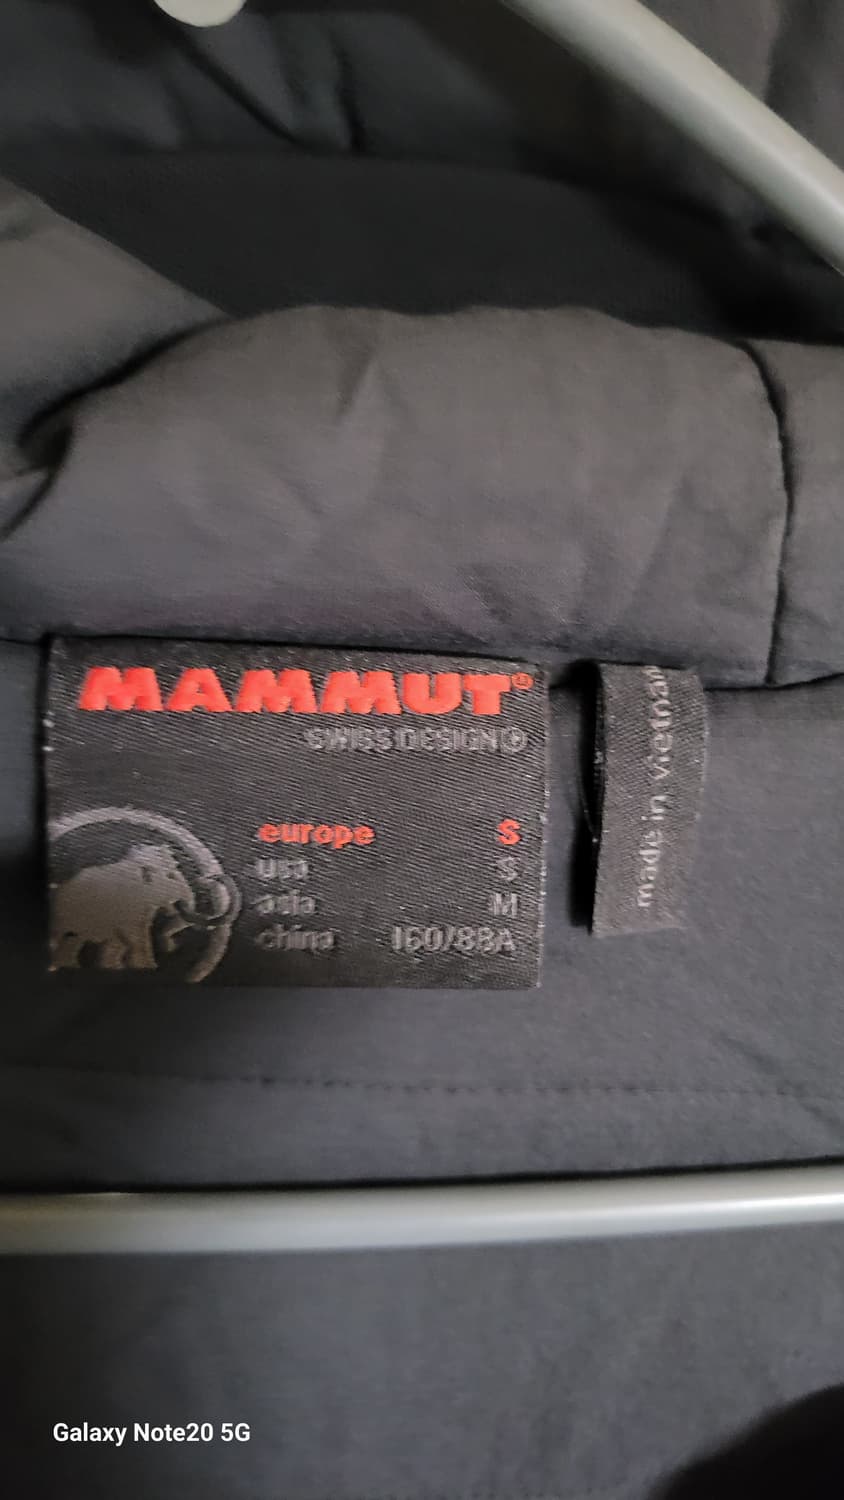 MAMMUT®
SWISS DESIGN
europe S
usa S
asia M
china 160/88A
made in vietnam
Galaxy Note20 5G